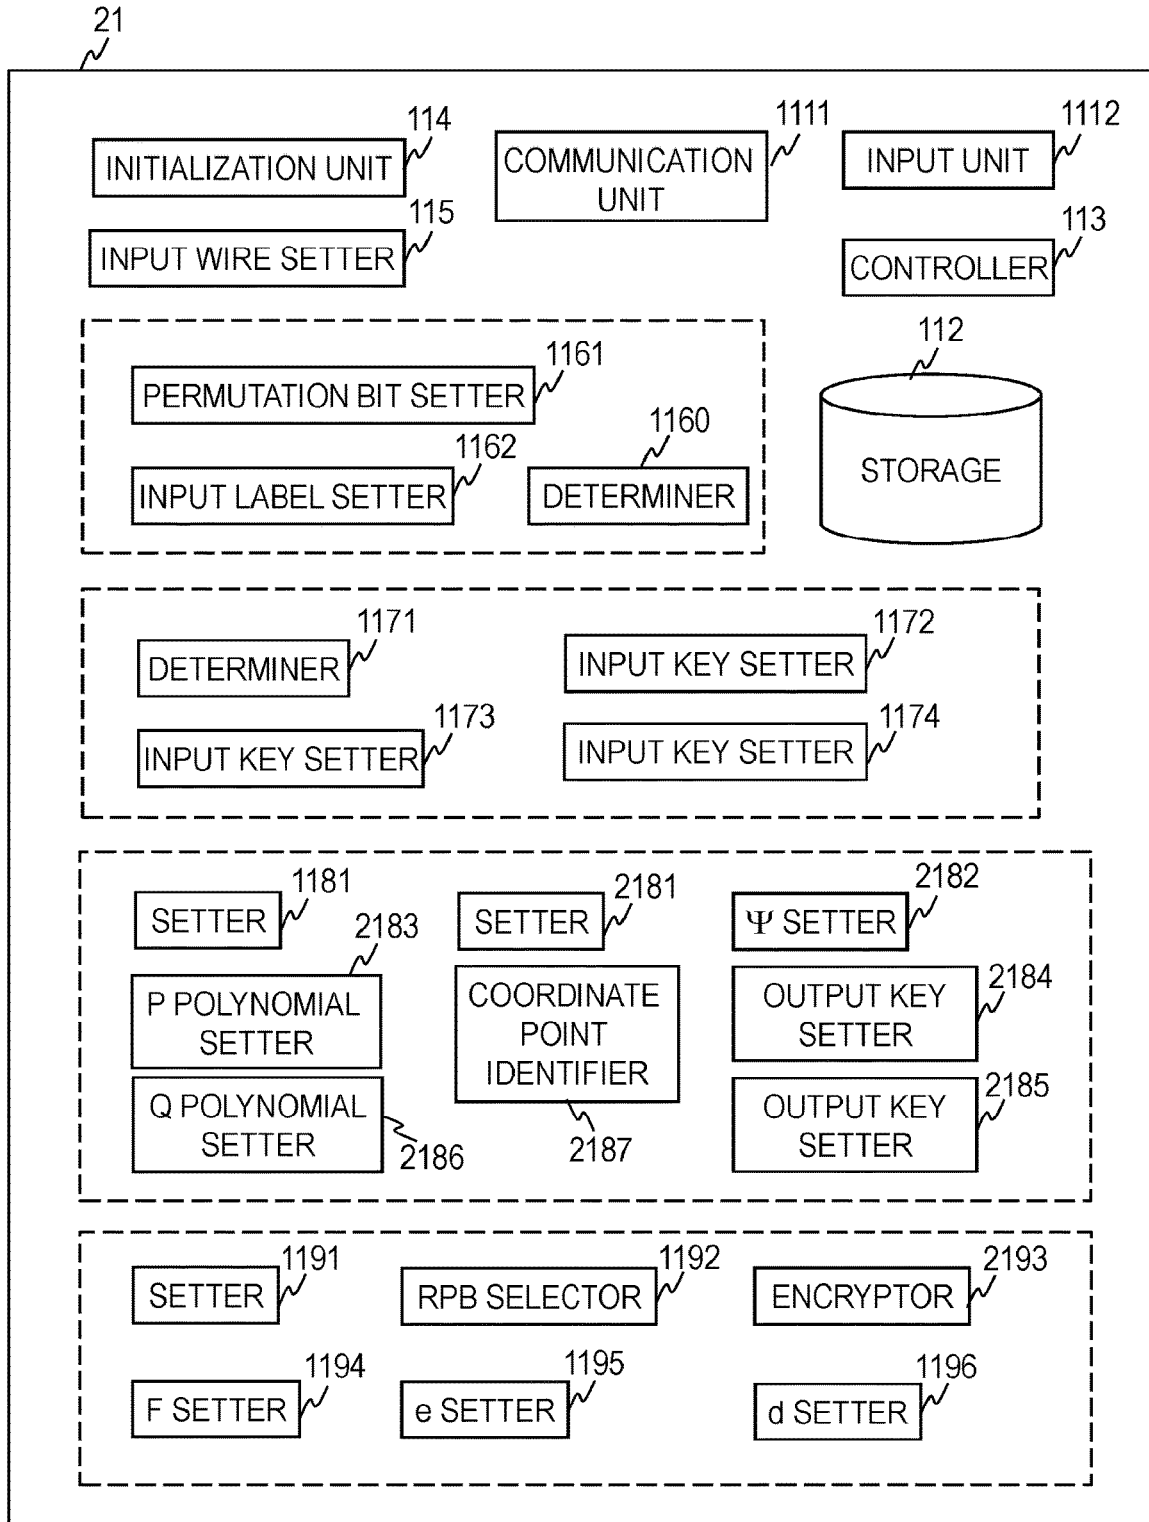 21
114
1111
1112
INITIALIZATION UNIT
COMMUNICATION
UNIT
INPUT UNIT
115
113
INPUT WIRE SETTER
CONTROLLER
1161
112
PERMUTATION BIT SETTER
1162
1160
INPUT LABEL SETTER
DETERMINER
STORAGE
1171
1172
DETERMINER
INPUT KEY SETTER
1173
1174
INPUT KEY SETTER
INPUT KEY SETTER
1181
2181
2182
SETTER
SETTER
Ψ SETTER
2183
2184
P POLYNOMIAL
SETTER
COORDINATE
POINT
IDENTIFIER
OUTPUT KEY
SETTER
2185
Q POLYNOMIAL
SETTER
2186
2187
OUTPUT KEY
SETTER
1191
1192
2193
SETTER
RPB SELECTOR
ENCRYPTOR
1194
1195
1196
F SETTER
e SETTER
d SETTER